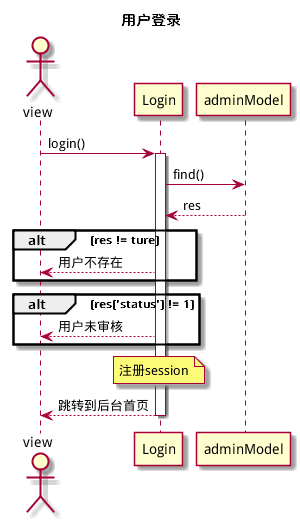 用户登录
view
Login
adminModel
login()
find()
res
alt [res != ture]
用户不存在
alt [res['status'] != 1]
用户未审核
注册session
跳转到后台首页
view
Login
adminModel